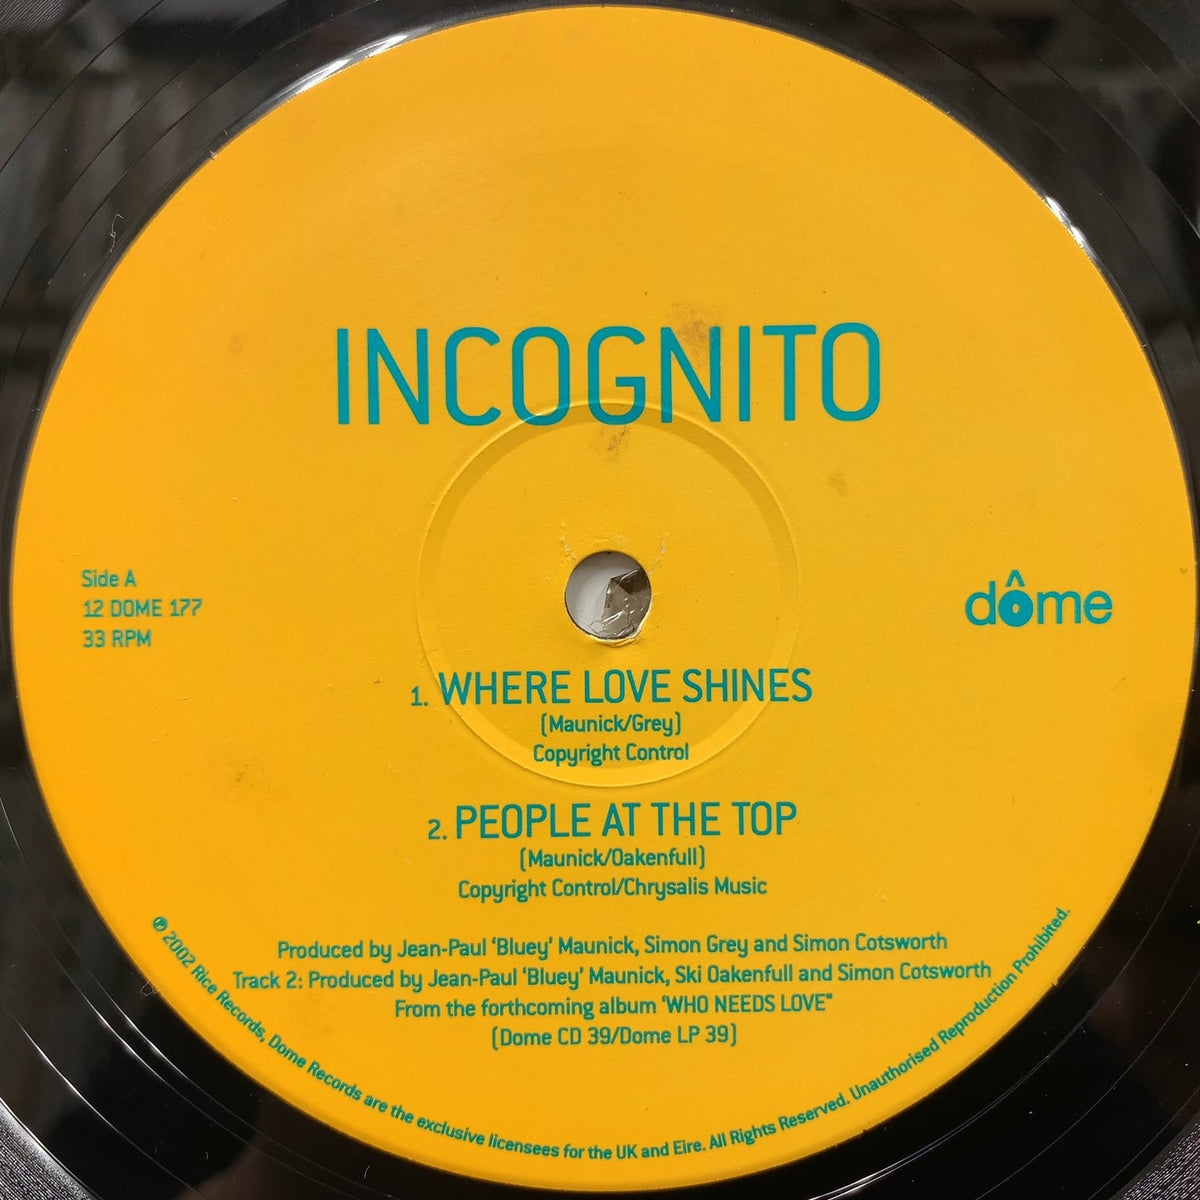 INCOGNITO
Side A
12 DOME 177
33 RPM
dôme
1. WHERE LOVE SHINES
(Maunick/Grey)
Copyright Control
2. PEOPLE AT THE TOP
(Maunick/Oakenfull)
Copyright Control/Chrysalis Music
Produced by Jean-Paul ‘Bluey’ Maunick, Simon Grey and Simon Cotsworth
Track 2: Produced by Jean-Paul ‘Bluey’ Maunick, Ski Oakenfull and Simon Cotsworth
From the forthcoming album ‘WHO NEEDS LOVE"
(Dome CD 39/Dome LP 39)
℗ 2002 Rice Records, Dome Records are the exclusive licensees for the UK and Eire. All Rights Reserved. Unauthorised Reproduction Prohibited.